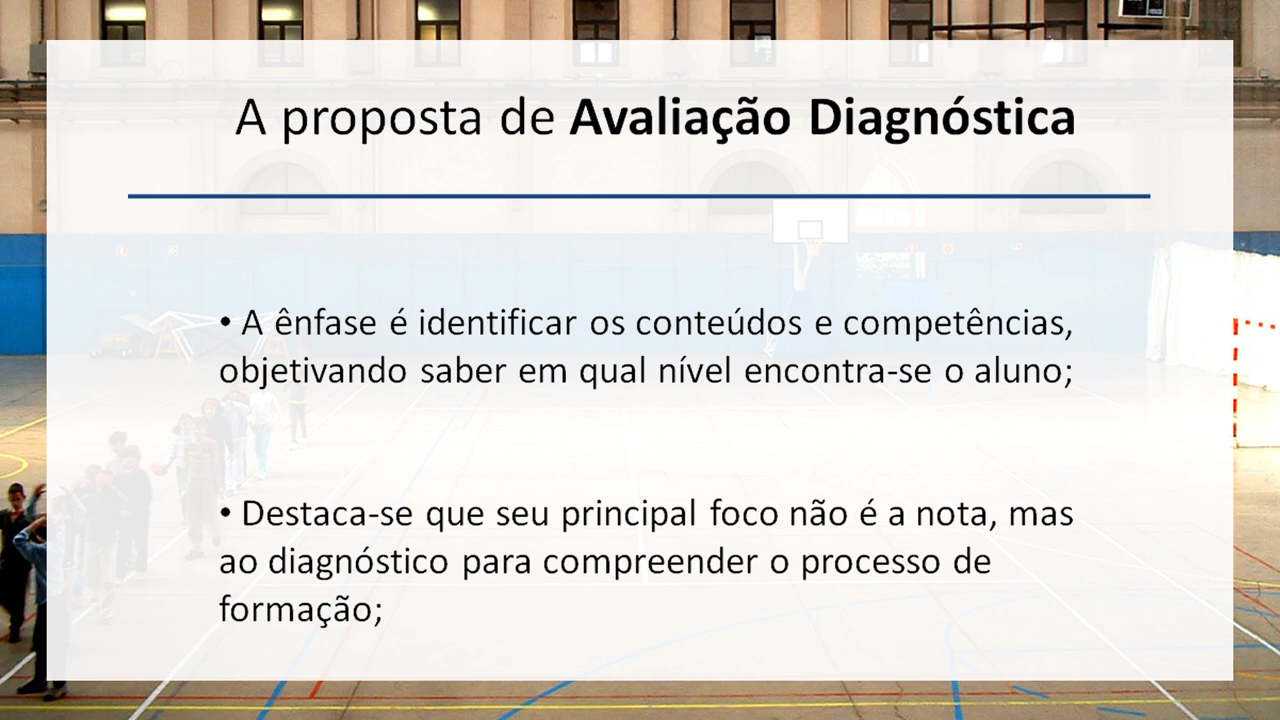 A proposta de Avaliação Diagnóstica
• A ênfase é identificar os conteúdos e competências,
objetivando saber em qual nível encontra-se o aluno;
• Destaca-se que seu principal foco não é a nota, mas
ao diagnóstico para compreender o processo de
formação;